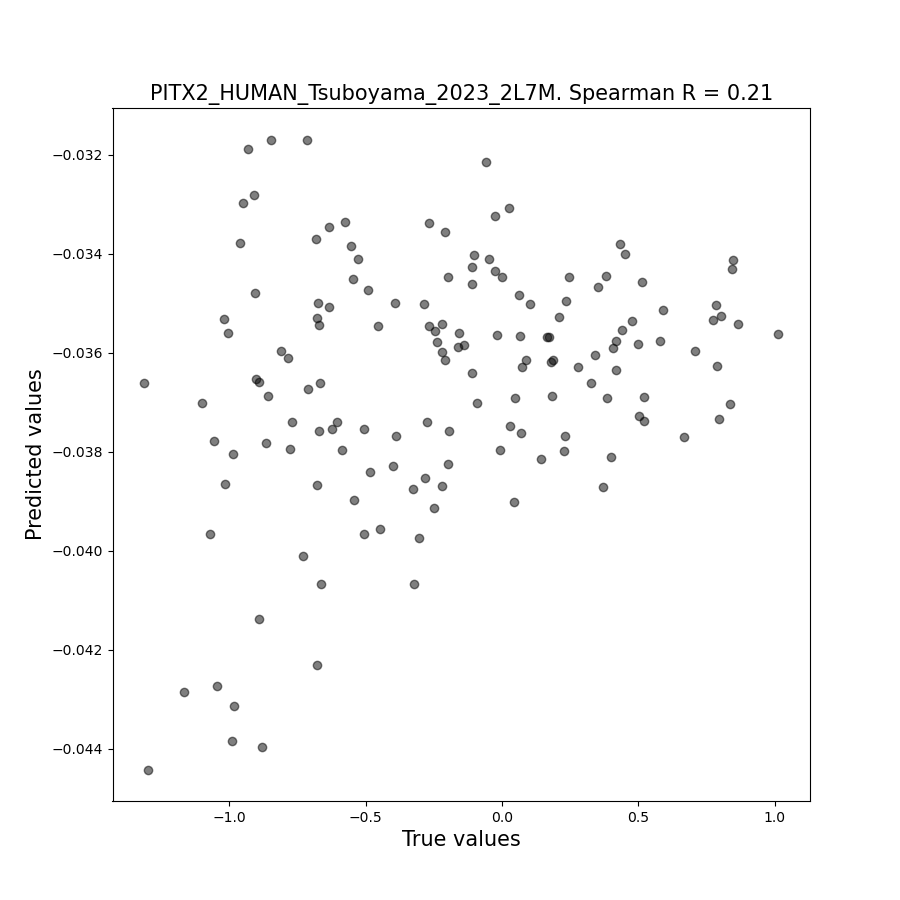 PITX2_HUMAN_Tsuboyama_2023_2L7M. Spearman R = 0.21
Predicted values
−0.032
−0.034
−0.036
−0.038
−0.040
−0.042
−0.044
−1.0 −0.5 0.0 0.5 1.0
True values